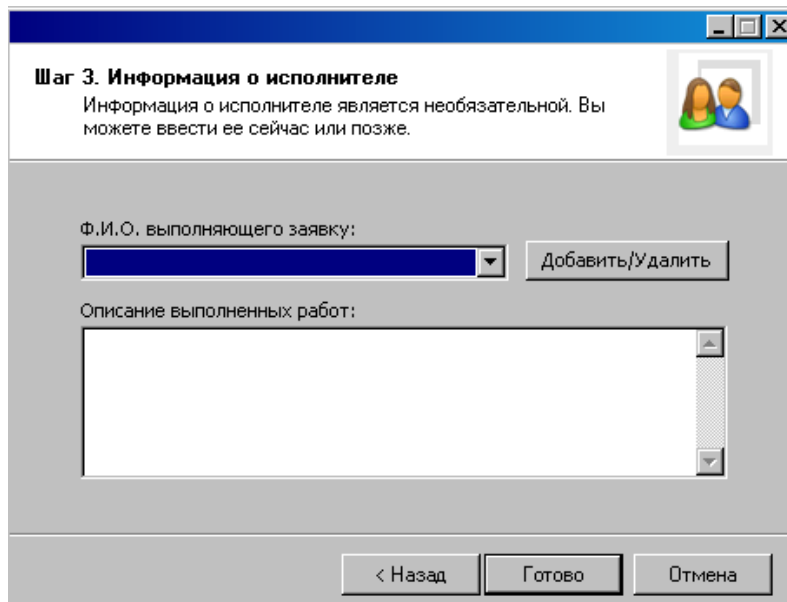 Шаг 3. Информация о исполнителе
Информация о исполнителе является необязательной. Вы
можете ввести ее сейчас или позже.
Ф.И.О. выполняющего заявку:
Добавить/Удалить
Описание выполненных работ:
< Назад
Готово
Отмена